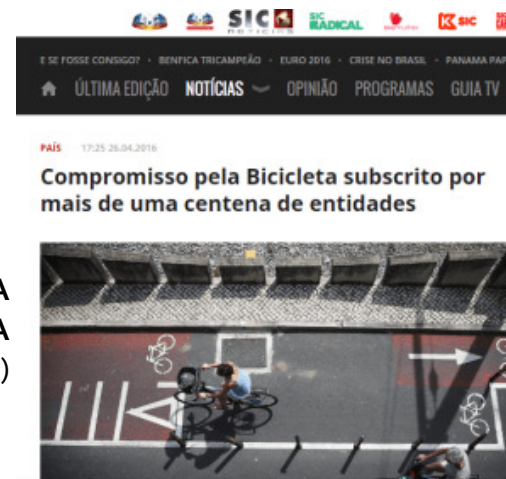 SIC
NOTÍCIAS
SIC
RADICAL
K SIC
E SE FOSSE CONSIGO? · BENFICA TRICAMPEÃO · EURO 2016 · CRISE NO BRASIL · PANAMA PAP
ÚLTIMA EDIÇÃO NOTÍCIAS OPINIÃO PROGRAMAS GUIA TV
PAÍS 17:25 26.04.2016
Compromisso pela Bicicleta subscrito por
mais de uma centena de entidades
A
A
)